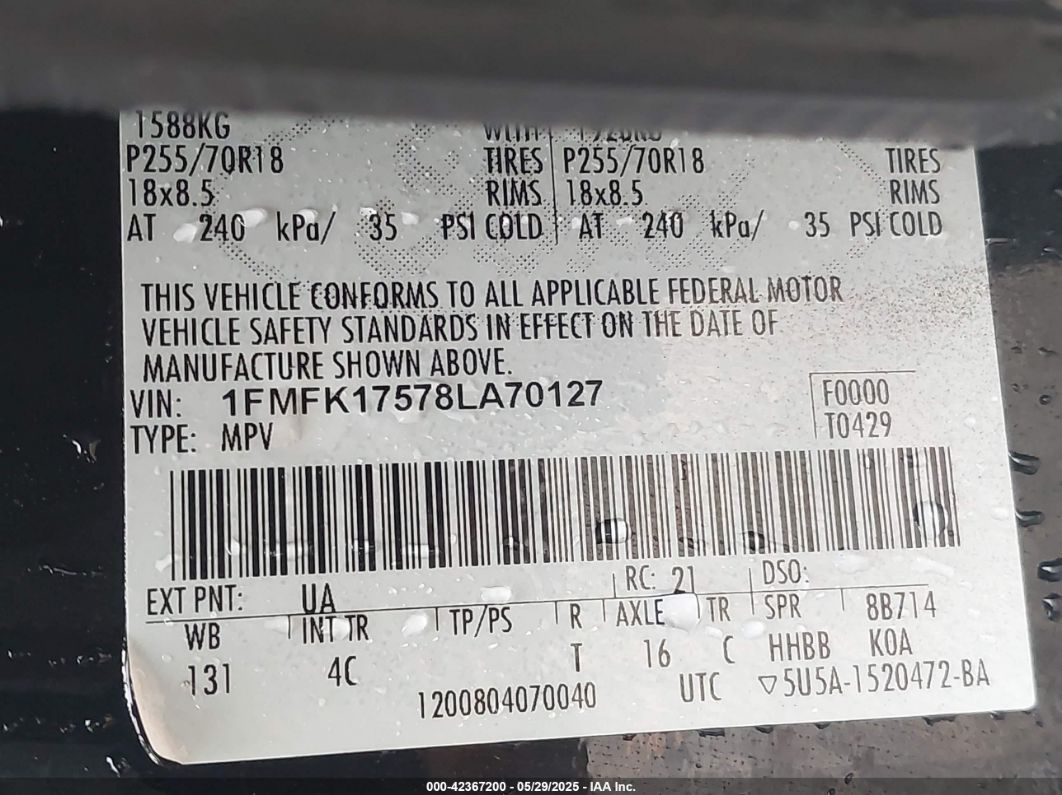 1588KG WITH
P255/70R18 TIRES P255/70R18 TIRES
18x8.5 RIMS 18x8.5 RIMS
AT 240 kPa/ 35 PSI COLD AT 240 kPa/ 35 PSI COLD
THIS VEHICLE CONFORMS TO ALL APPLICABLE FEDERAL MOTOR
VEHICLE SAFETY STANDARDS IN EFFECT ON THE DATE OF
MANUFACTURE SHOWN ABOVE.
VIN: 1FMFK17578LA70127 F0000
TYPE: MPV T0429
EXT PNT: UA RC: 21 DSO:
WB INT TR TP/PS R AXLE TR SPR 8B714
131 4C T 16 C HHBB KOA
1200804070040 UTC ▽5U5A-1520472-BA
000-42367200 - 05/29/2025 - IAA Inc.